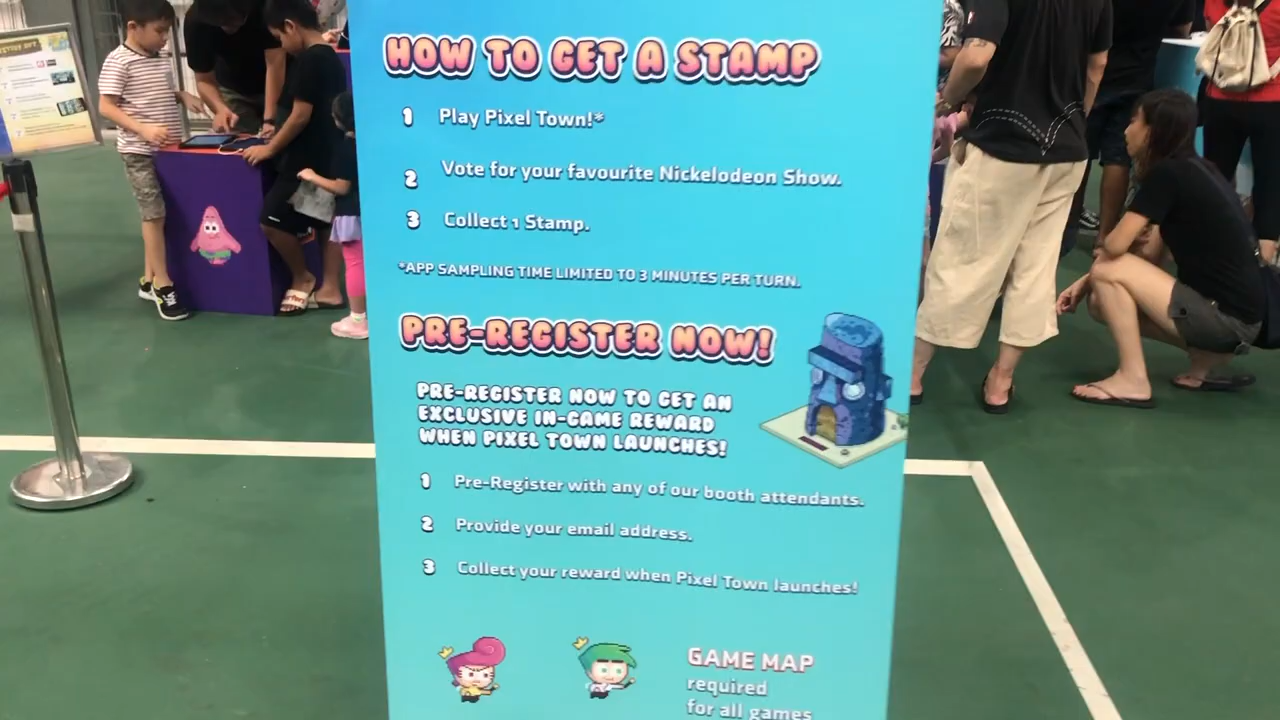 HOW TO GET A STAMP
1 Play Pixel Town!*
2 Vote for your favourite Nickelodeon Show.
3 Collect 1 Stamp.
*APP SAMPLING TIME LIMITED TO 3 MINUTES PER TURN.
PRE-REGISTER NOW!
PRE-REGISTER NOW TO GET AN
EXCLUSIVE IN-GAME REWARD
WHEN PIXEL TOWN LAUNCHES!
1 Pre-Register with any of our booth attendants.
2 Provide your email address.
3 Collect your reward when Pixel Town launches!
GAME MAP
required
for all games